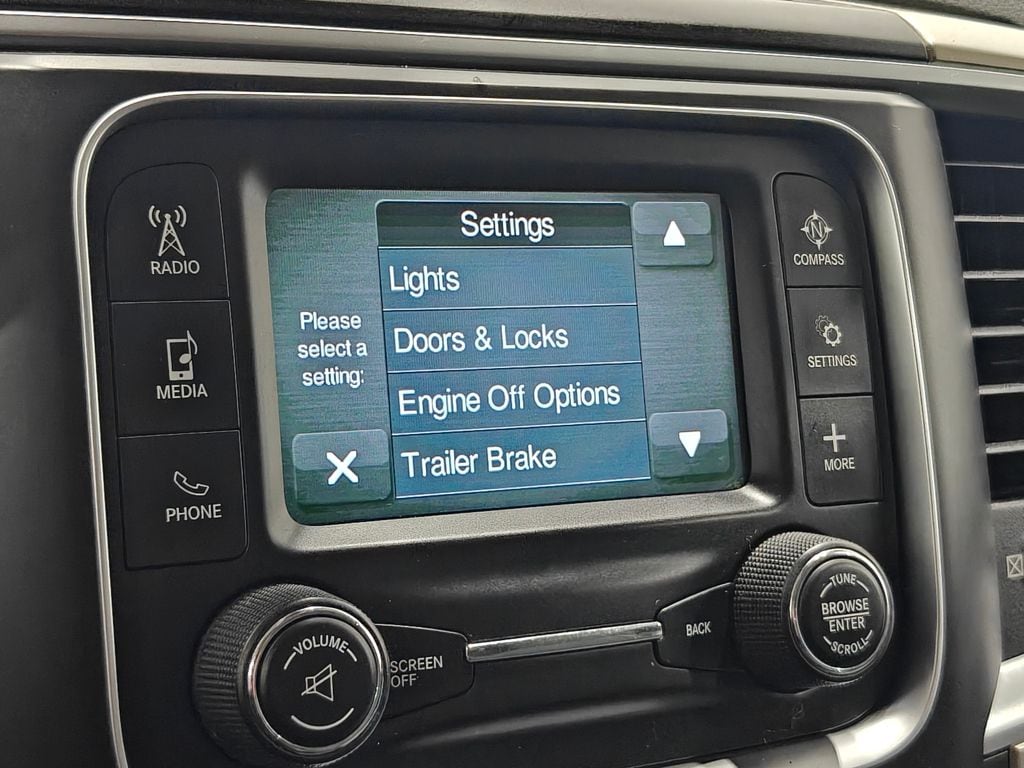 RADIO
MEDIA
PHONE
Settings
Lights
Doors & Locks
Engine Off Options
Trailer Brake
Please
select a
setting:
N
COMPASS
SETTINGS
MORE
VOLUME
SCREEN
OFF
BACK
TUNE
BROWSE
ENTER
SCROLL